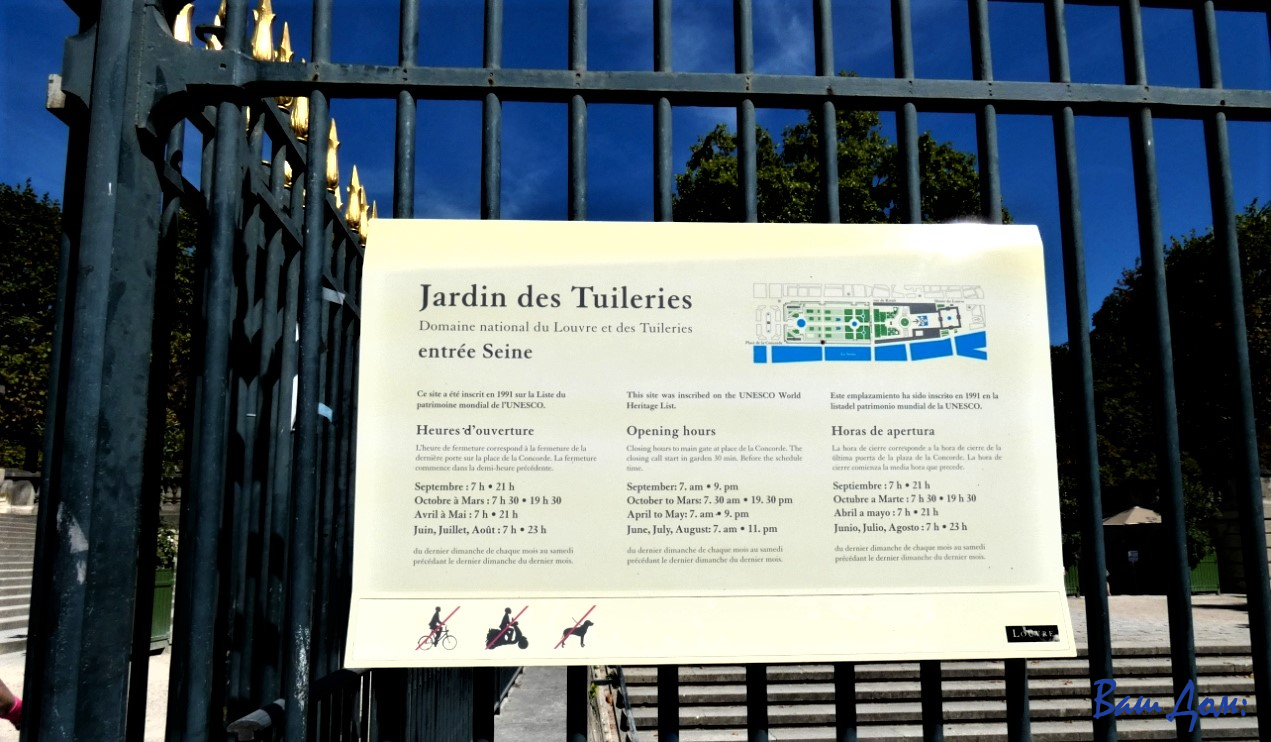 Jardin des Tuileries
Domaine national du Louvre et des Tuileries
entrée Seine
Place de la Concorde
Ce site a été inscrit en 1991 sur la Liste du
patrimoine mondial de l'UNESCO.
Heures d'ouverture
L'heure de fermeture correspond à la fermeture de la
dernière porte sur la place de la Concorde. La fermeture
commence dans la demi-heure précédente.
Septembre : 7 h • 21 h
Octobre à Mars : 7 h 30 • 19 h 30
Avril à Mai : 7 h • 21 h
Juin, Juillet, Août : 7 h • 23 h
du dernier dimanche de chaque mois au samedi
précédant le dernier dimanche du dernier mois.
This site was inscribed on the UNESCO World
Heritage List.
Opening hours
Closing hours to main gate at place de la Concorde. The
closing call start in garden 30 min. Before the schedule
time.
September: 7. am • 9. pm
October to Mars: 7. 30 am • 19. 30 pm
April to May: 7. am • 9. pm
June, July, August: 7. am • 11. pm
du dernier dimanche de chaque mois au samedi
précédant le dernier dimanche du dernier mois.
Este emplazamiento ha sido inscrito en 1991 en la
listadel patrimonio mundial de la UNESCO.
Horas de apertura
La hora de cierre corresponde a la hora de cierre de la
última puerta de la plaza de la Concorde. La hora de
cierre comienza la media hora que precede.
Septiembre : 7 h • 21 h
Octubre a Marte : 7 h 30 • 19 h 30
Abril a mayo : 7 h • 21 h
Junio, Julio, Agosto : 7 h • 23 h
du dernier dimanche de chaque mois au samedi
précédant le dernier dimanche du dernier mois.
LOUVRE
Ваш Дом: